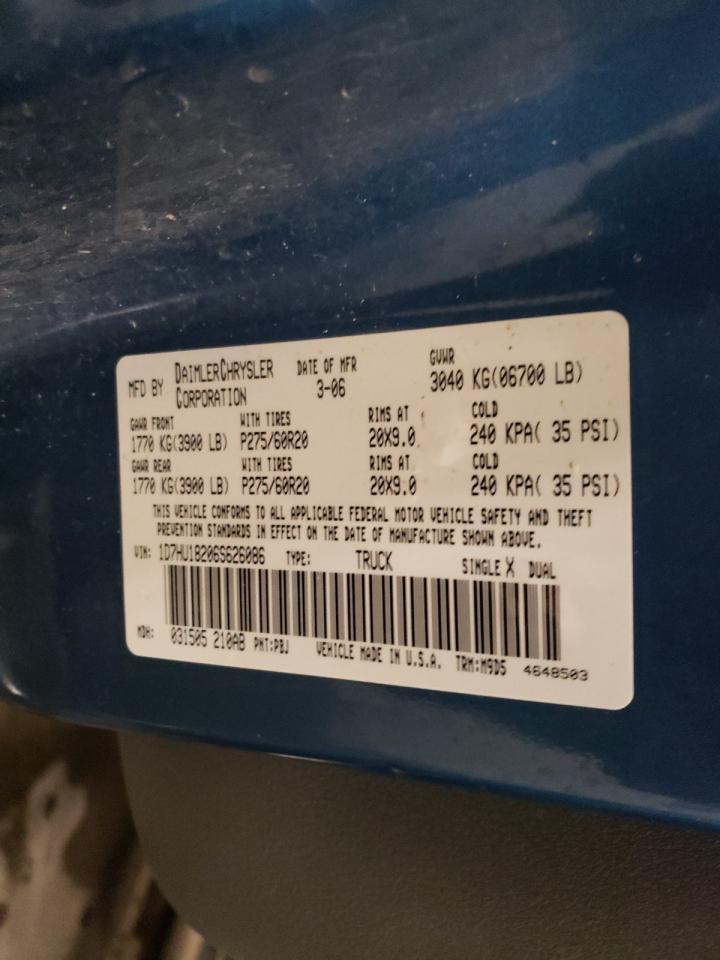 MFD BY DAIMLERCHRYSLER CORPORATION DATE OF MFR 3-06 GVWR 3040 KG(06700 LB)
GAWR FRONT WITH TIRES RIMS AT COLD
1770 KG(3900 LB) P275/60R20 20X9.0 240 KPA( 35 PSI)
GAWR REAR WITH TIRES RIMS AT COLD
1770 KG(3900 LB) P275/60R20 20X9.0 240 KPA( 35 PSI)
THIS VEHICLE CONFORMS TO ALL APPLICABLE FEDERAL MOTOR VEHICLE SAFETY AND THEFT
PREVENTION STANDARDS IN EFFECT ON THE DATE OF MANUFACTURE SHOWN ABOVE.
VIN: 1D7HU18206S626086 TYPE: TRUCK SINGLE X DUAL
MDH: 031505 210AB PNT:PBJ VEHICLE MADE IN U.S.A. TRM:M9D5 4648503